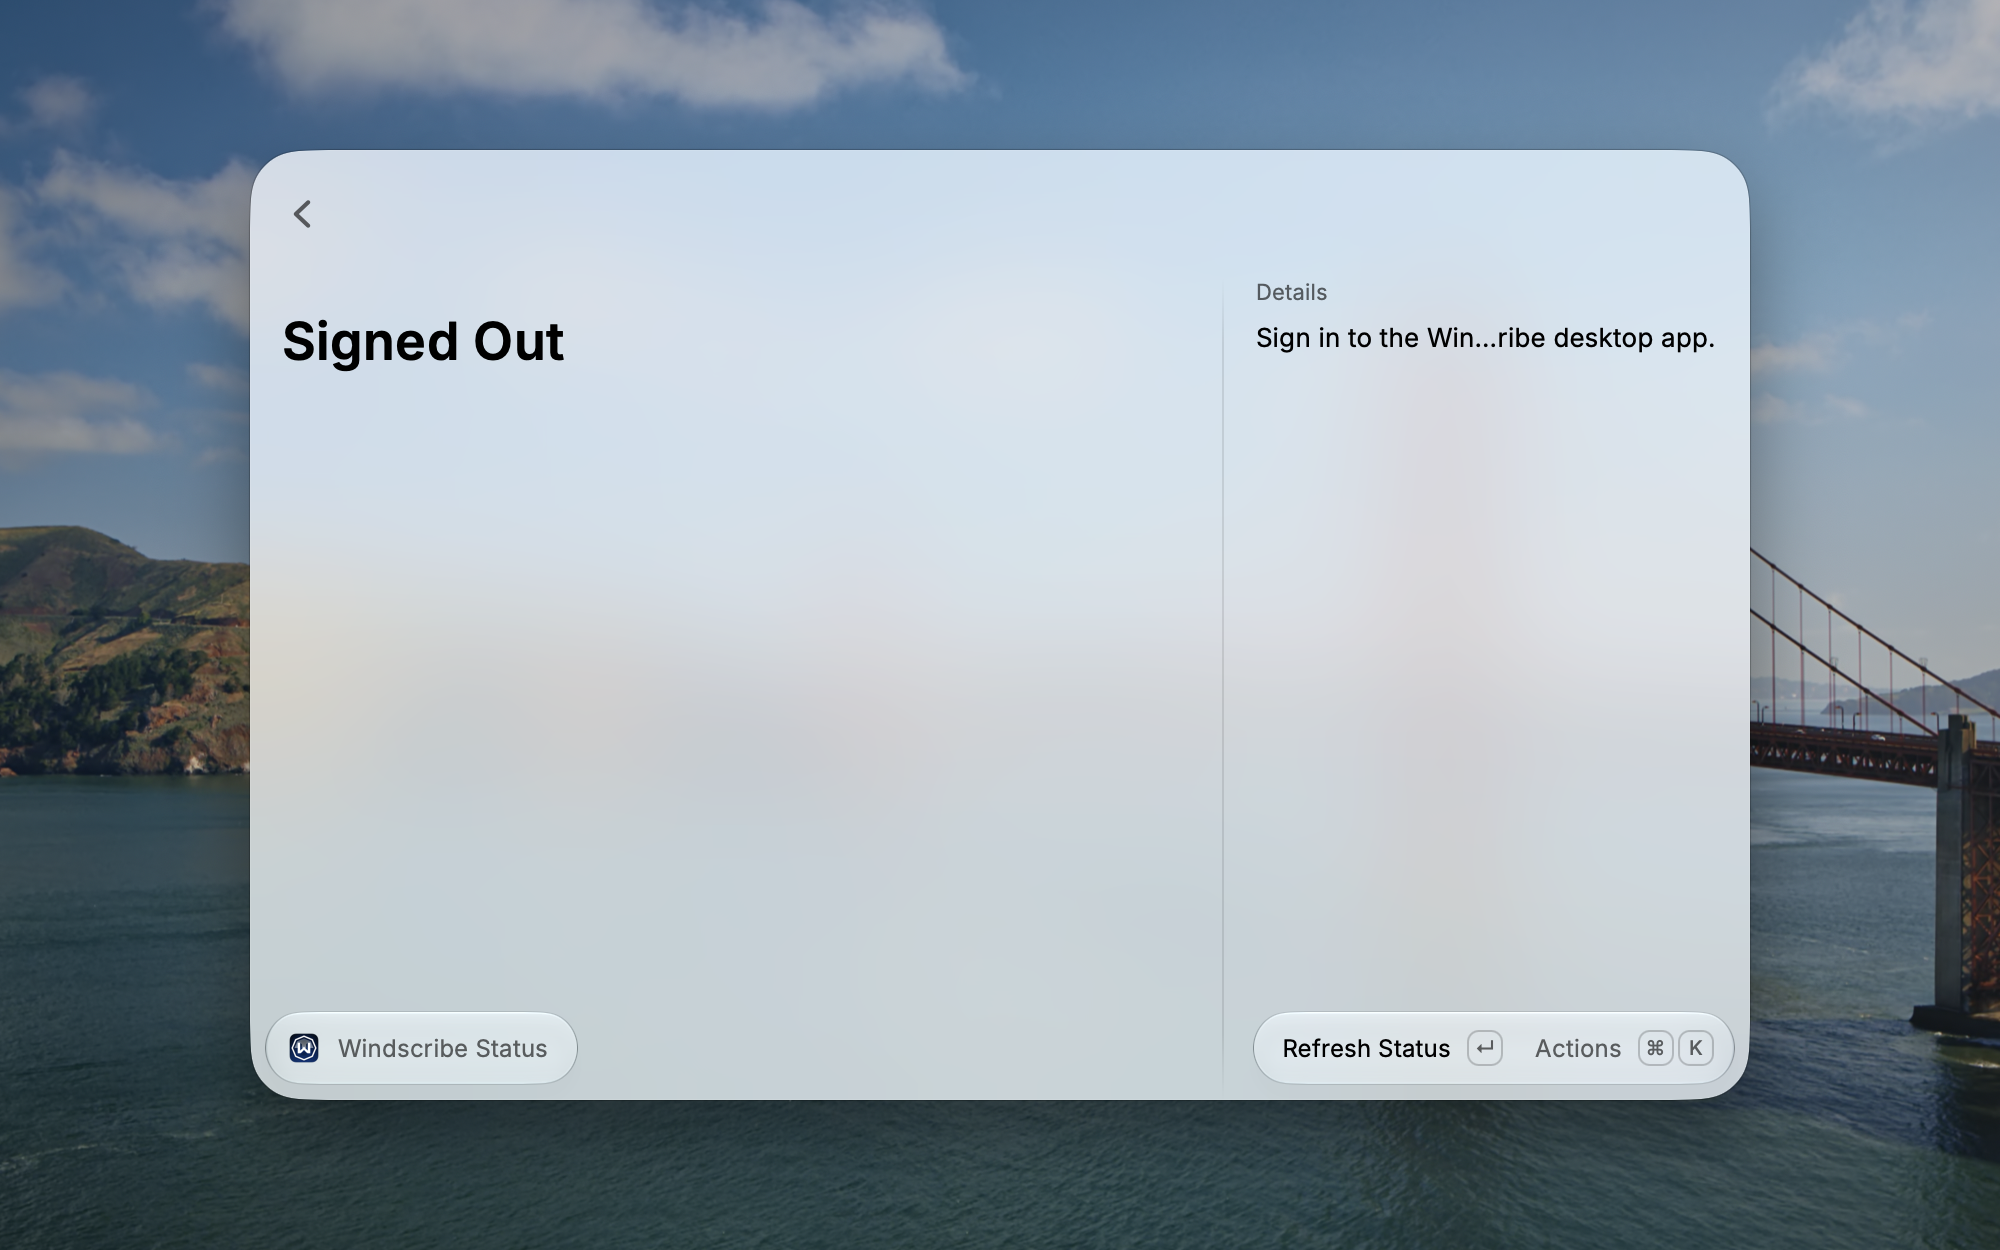 Details
Signed Out
Sign in to the Win...ribe desktop app.
Windscribe Status
Refresh Status ↵ Actions ⌘ K